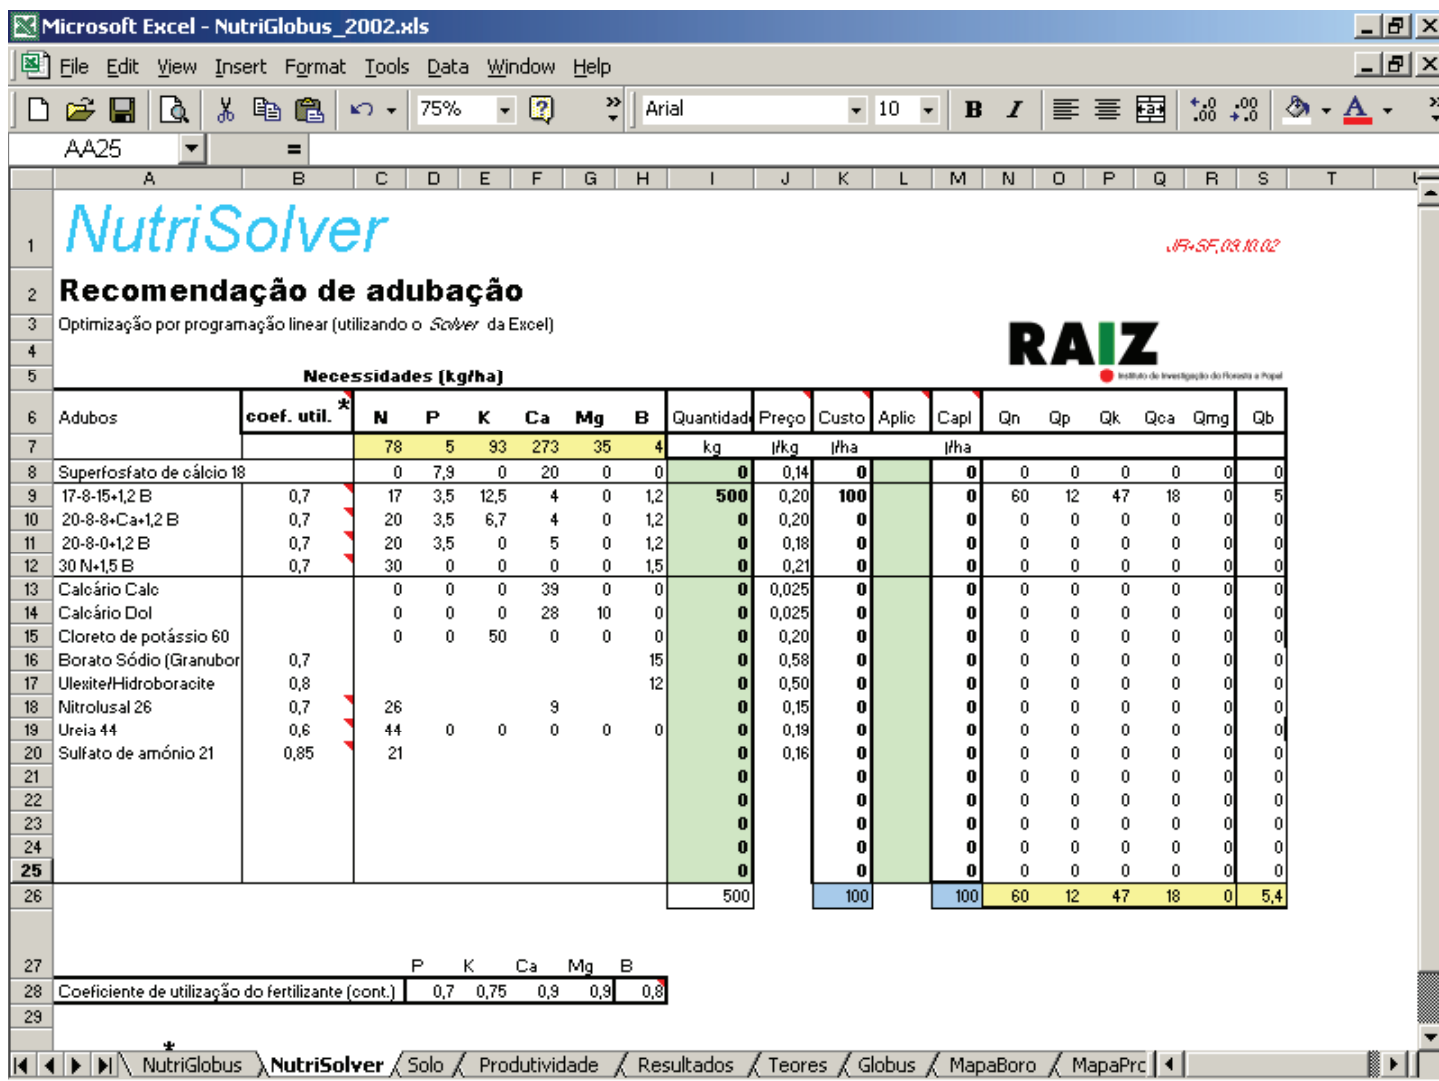 Microsoft Excel - NutriGlobus_2002.xls
File Edit View Insert Format Tools Data Window Help
75% Arial 10 B I
AA25 =
A B C D E F G H I J K L M N O P Q R S T
1 NutriSolver JR+SF,09.10.02
2 Recomendação de adubação
3 Optimização por programação linear (utilizando o Solver da Excel)
4 RAIZ
5 Necessidades (kg/ha) Instituto de Investigação da Floresta e Papel
6 Adubos coef. util. * N P K Ca Mg B Quantidad Preço Custo Aplic Capl Qn Qp Qk Qca Qmg Qb
7 78 5 93 273 35 4 kg |/kg |/ha |/ha
8 Superfosfato de cálcio 18 0 7,9 0 20 0 0 0 0,14 0 0 0 0 0 0 0 0
9 17-8-15+1,2 B 0,7 17 3,5 12,5 4 0 1,2 500 0,20 100 0 60 12 47 18 0 5
10 20-8-8+Ca+1,2 B 0,7 20 3,5 6,7 4 0 1,2 0 0,20 0 0 0 0 0 0 0 0
11 20-8-0+1,2 B 0,7 20 3,5 0 5 0 1,2 0 0,18 0 0 0 0 0 0 0 0
12 30 N+1,5 B 0,7 30 0 0 0 0 1,5 0 0,21 0 0 0 0 0 0 0 0
13 Calcário Calc 0 0 0 39 0 0 0 0,025 0 0 0 0 0 0 0 0
14 Calcário Dol 0 0 0 28 10 0 0 0,025 0 0 0 0 0 0 0 0
15 Cloreto de potássio 60 0 0 50 0 0 0 0 0,20 0 0 0 0 0 0 0 0
16 Borato Sódio (Granubor 0,7 15 0 0,58 0 0 0 0 0 0 0 0
17 Ulexite/Hidroboracite 0,8 12 0 0,50 0 0 0 0 0 0 0 0
18 Nitrolusal 26 0,7 26 9 0 0,15 0 0 0 0 0 0 0 0
19 Ureia 44 0,6 44 0 0 0 0 0 0 0,19 0 0 0 0 0 0 0 0
20 Sulfato de amónio 21 0,85 21 0 0,16 0 0 0 0 0 0 0 0
21 0 0 0 0 0 0 0 0 0
22 0 0 0 0 0 0 0 0 0
23 0 0 0 0 0 0 0 0 0
24 0 0 0 0 0 0 0 0 0
25 0 0 0 0 0 0 0 0 0
26 500 100 100 60 12 47 18 0 5,4
27 P K Ca Mg B
28 Coeficiente de utilização do fertilizante (cont.) 0,7 0,75 0,9 0,9 0,8
29
*
NutriGlobus NutriSolver Solo Produtividade Resultados Teores Globus MapaBoro MapaPrc